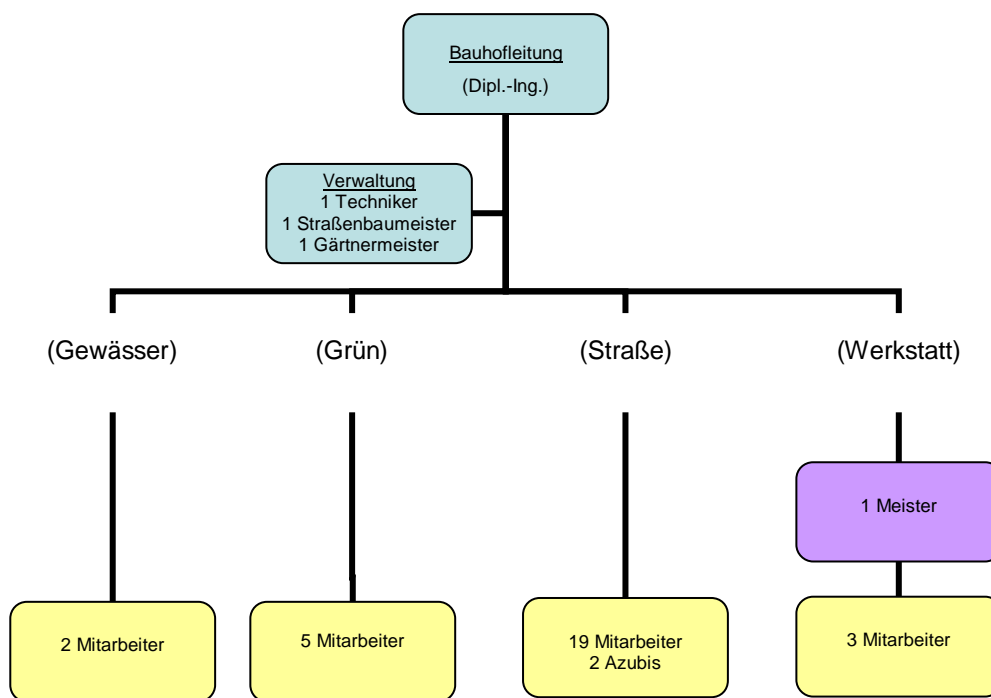 Bauhofleitung
(Dipl.-Ing.)
Verwaltung
1 Techniker
1 Straßenbaumeister
1 Gärtnermeister
(Gewässer)
(Grün)
(Straße)
(Werkstatt)
1 Meister
2 Mitarbeiter
5 Mitarbeiter
19 Mitarbeiter
2 Azubis
3 Mitarbeiter